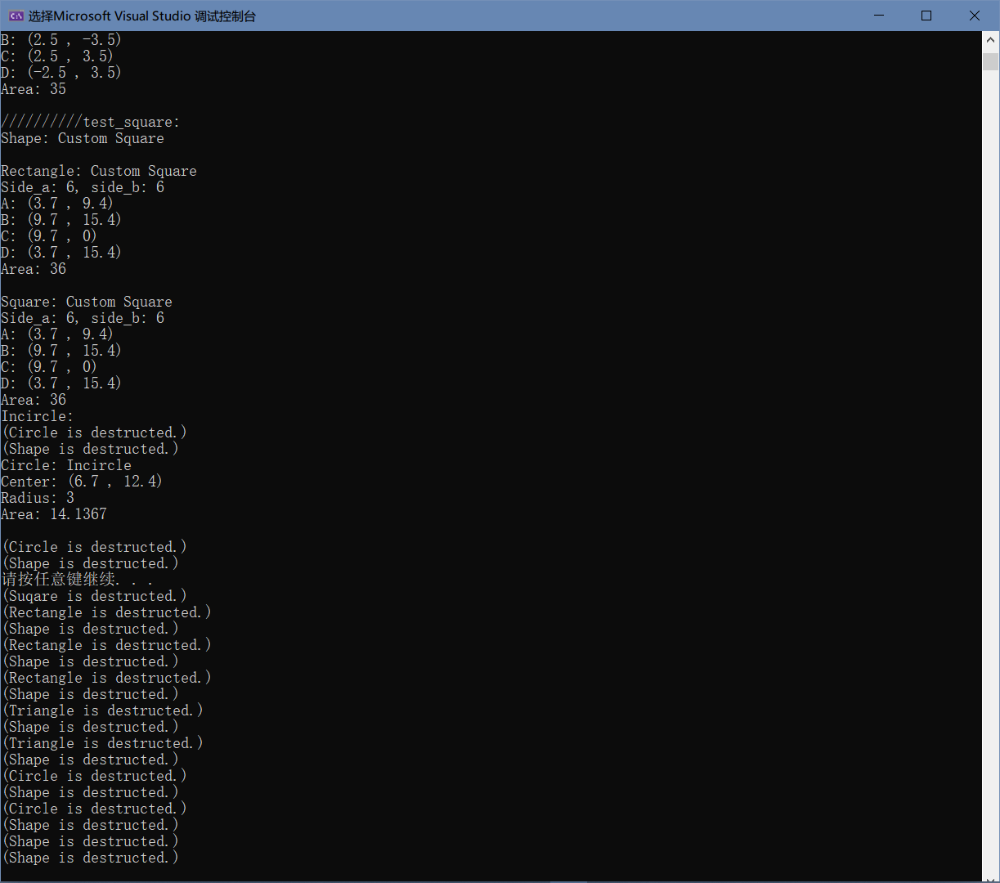 选择Microsoft Visual Studio 调试控制台
B: (2.5 , -3.5)
C: (2.5 , 3.5)
D: (-2.5 , 3.5)
Area: 35
//////////test_square:
Shape: Custom Square
Rectangle: Custom Square
Side_a: 6, side_b: 6
A: (3.7 , 9.4)
B: (9.7 , 15.4)
C: (9.7 , 0)
D: (3.7 , 15.4)
Area: 36
Square: Custom Square
Side_a: 6, side_b: 6
A: (3.7 , 9.4)
B: (9.7 , 15.4)
C: (9.7 , 0)
D: (3.7 , 15.4)
Area: 36
Incircle:
(Circle is destructed.)
(Shape is destructed.)
Circle: Incircle
Center: (6.7 , 12.4)
Radius: 3
Area: 14.1367
(Circle is destructed.)
(Shape is destructed.)
请按任意键继续. . .
(Suqare is destructed.)
(Rectangle is destructed.)
(Shape is destructed.)
(Rectangle is destructed.)
(Shape is destructed.)
(Rectangle is destructed.)
(Shape is destructed.)
(Triangle is destructed.)
(Shape is destructed.)
(Triangle is destructed.)
(Shape is destructed.)
(Circle is destructed.)
(Shape is destructed.)
(Circle is destructed.)
(Shape is destructed.)
(Shape is destructed.)
(Shape is destructed.)